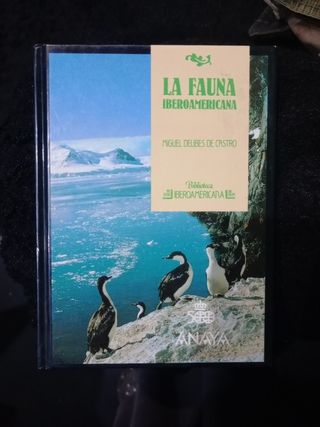 LA FAUNA
IBEROAMERICANA
MIGUEL DELIBES DE CASTRO
Biblioteca
IBEROAMERICANA
ANAYA